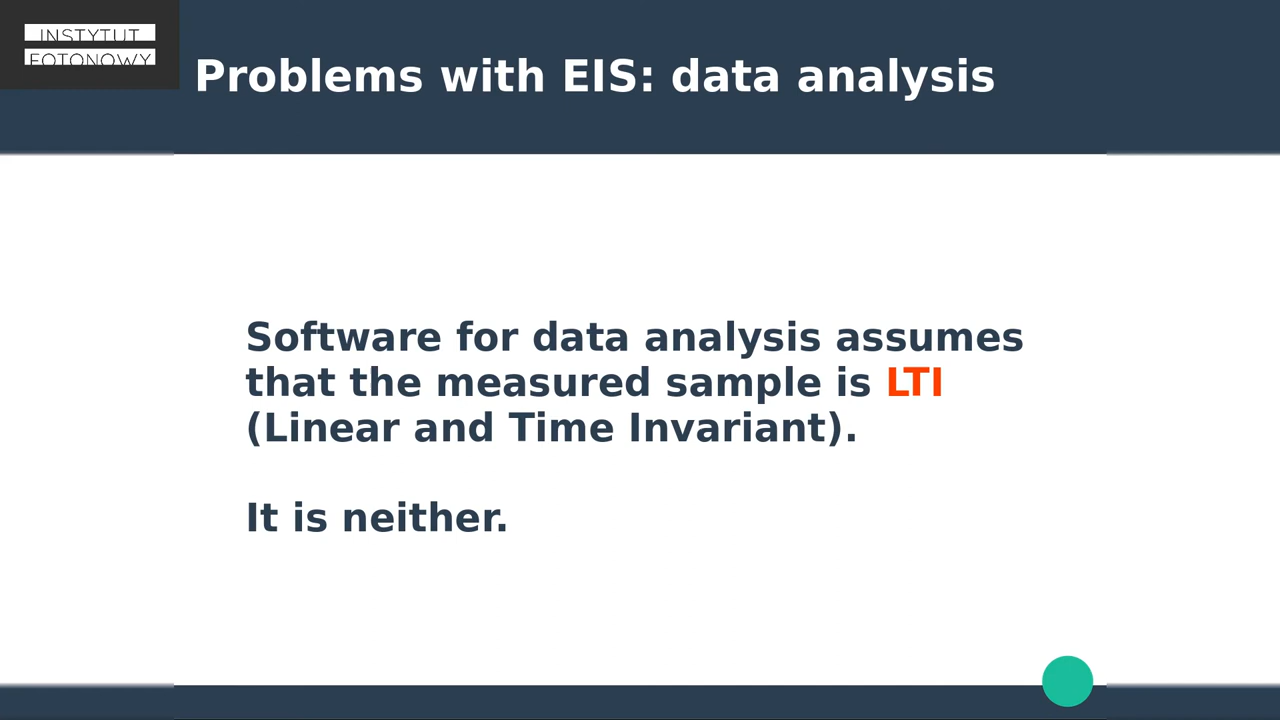 INSTYTUT
FOTONOWY
Problems with EIS: data analysis
Software for data analysis assumes
that the measured sample is LTI
(Linear and Time Invariant).
It is neither.